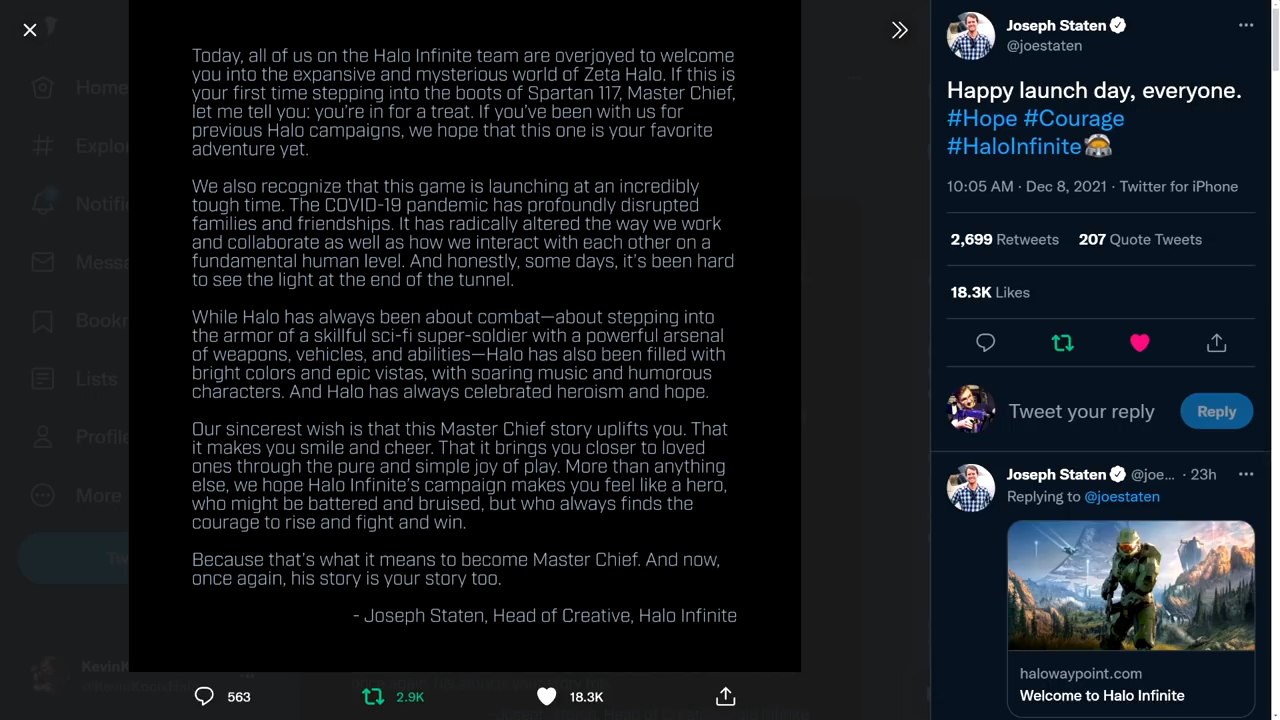 Today, all of us on the Halo Infinite team are overjoyed to welcome
you into the expansive and mysterious world of Zeta Halo. If this is
your first time stepping into the boots of Spartan 117, Master Chief,
let me tell you: you're in for a treat. If you've been with us for
previous Halo campaigns, we hope that this one is your favorite
adventure yet.
We also recognize that this game is launching at an incredibly
tough time. The COVID-19 pandemic has profoundly disrupted
families and friendships. It has radically altered the way we work
and collaborate as well as how we interact with each other on a
fundamental human level. And honestly, some days, it's been hard
to see the light at the end of the tunnel.
While Halo has always been about combat—about stepping into
the armor of a skillful sci-fi super-soldier with a powerful arsenal
of weapons, vehicles, and abilities—Halo has also been filled with
bright colors and epic vistas, with soaring music and humorous
characters. And Halo has always celebrated heroism and hope.
Our sincerest wish is that this Master Chief story uplifts you. That
it makes you smile and cheer. That it brings you closer to loved
ones through the pure and simple joy of play. More than anything
else, we hope Halo Infinite's campaign makes you feel like a hero,
who might be battered and bruised, but who always finds the
courage to rise and fight and win.
Because that's what it means to become Master Chief. And now,
once again, his story is your story too.
- Joseph Staten, Head of Creative, Halo Infinite
563
2.9K
18.3K
Home
Lists
More
Joseph Staten
@joestaten
Happy launch day, everyone.
#Hope #Courage
#HaloInfinite
10:05 AM · Dec 8, 2021 · Twitter for iPhone
2,699 Retweets 207 Quote Tweets
18.3K Likes
Tweet your reply
Reply
Joseph Staten @joe... · 23h
Replying to @joestaten
halowaypoint.com
Welcome to Halo Infinite